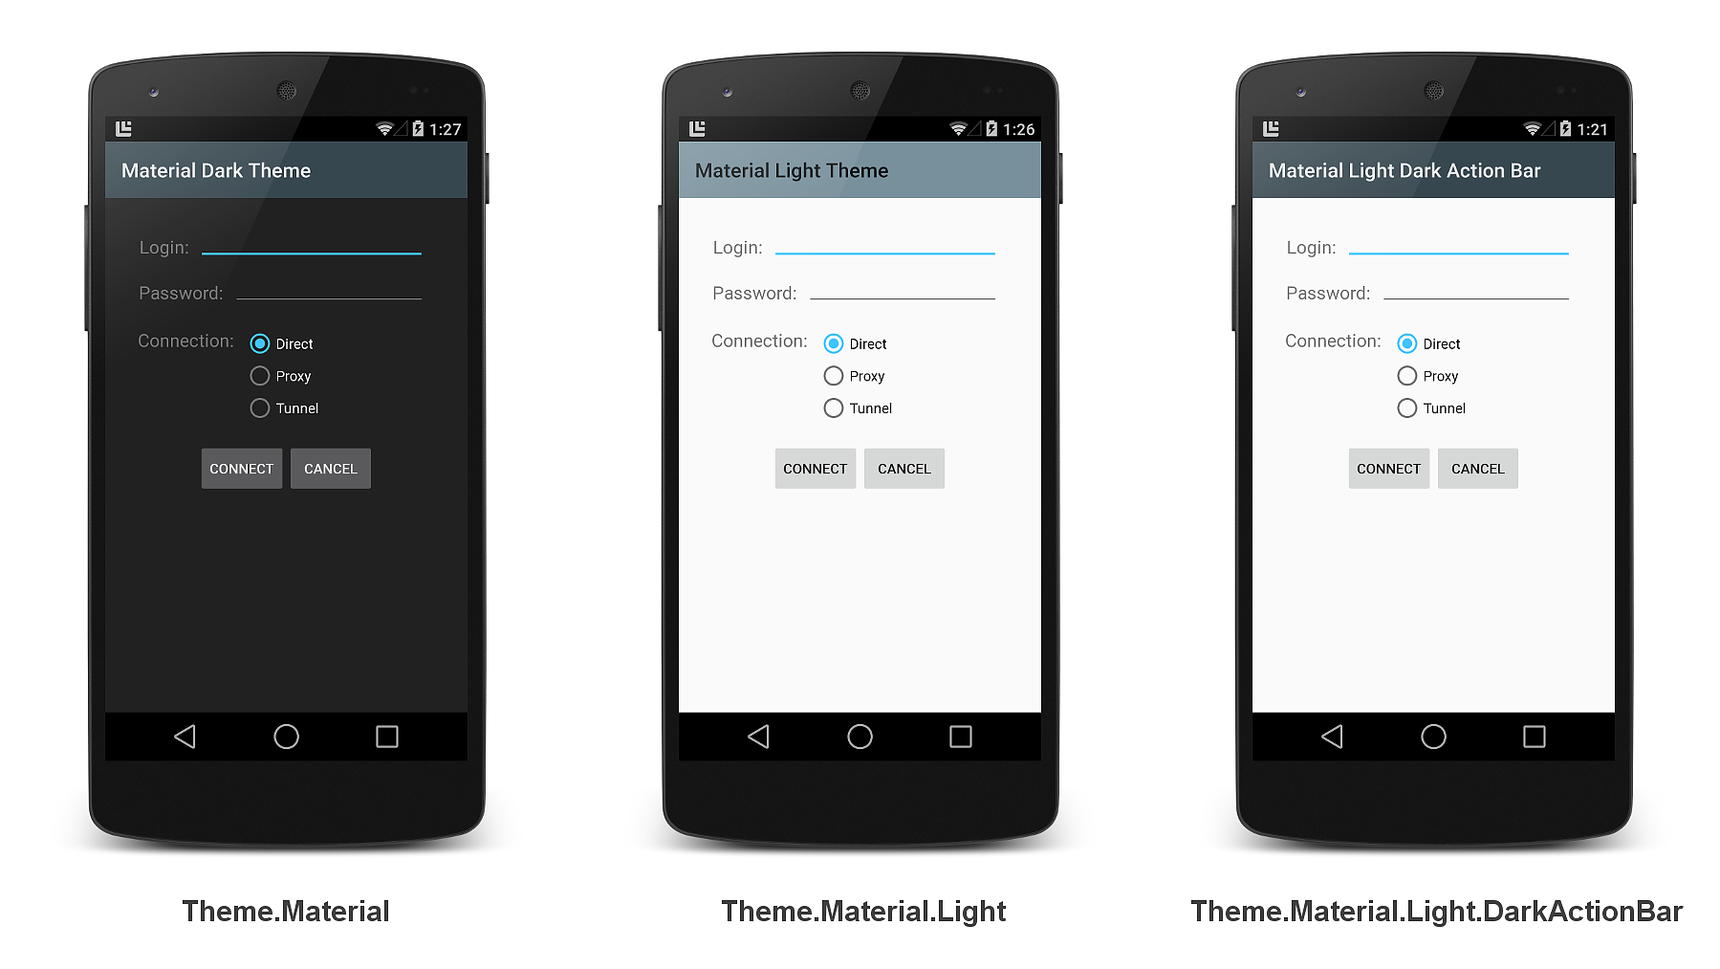 1:27
Material Dark Theme
Login:
Password:
Connection:
Direct
Proxy
Tunnel
CONNECT
CANCEL
Theme.Material
1:26
Material Light Theme
Login:
Password:
Connection:
Direct
Proxy
Tunnel
CONNECT
CANCEL
Theme.Material.Light
1:21
Material Light Dark Action Bar
Login:
Password:
Connection:
Direct
Proxy
Tunnel
CONNECT
CANCEL
Theme.Material.Light.DarkActionBar